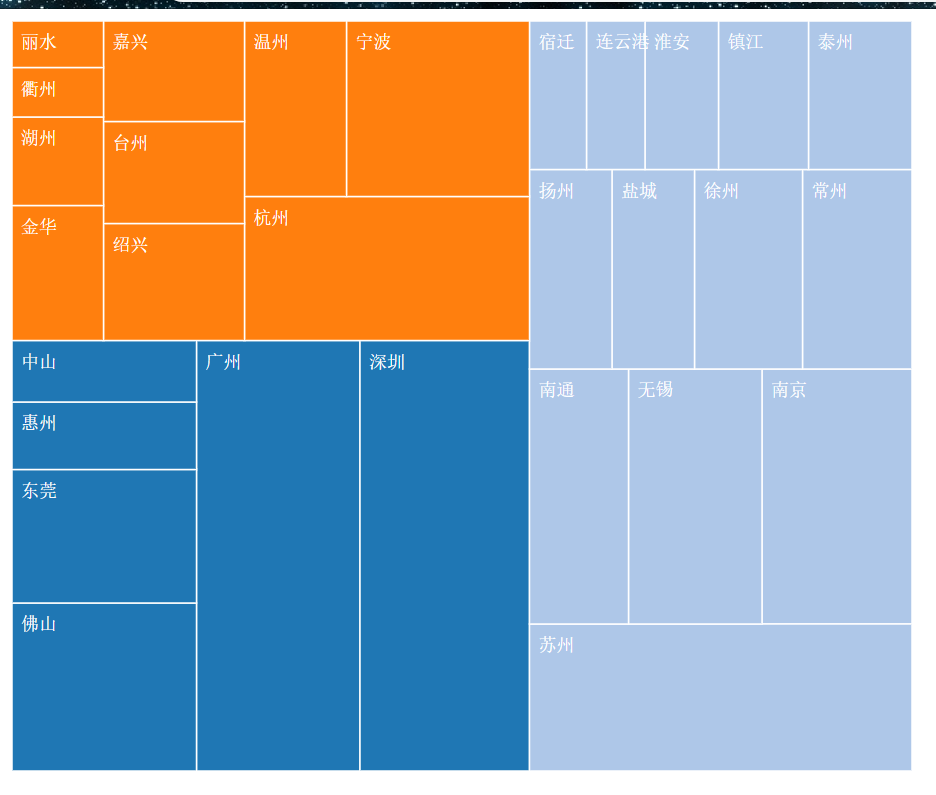 丽水
衢州
湖州
金华
嘉兴
台州
绍兴
温州
宁波
杭州
中山
惠州
东莞
佛山
广州
深圳
宿迁
连云港
淮安
镇江
泰州
扬州
盐城
徐州
常州
南通
无锡
南京
苏州